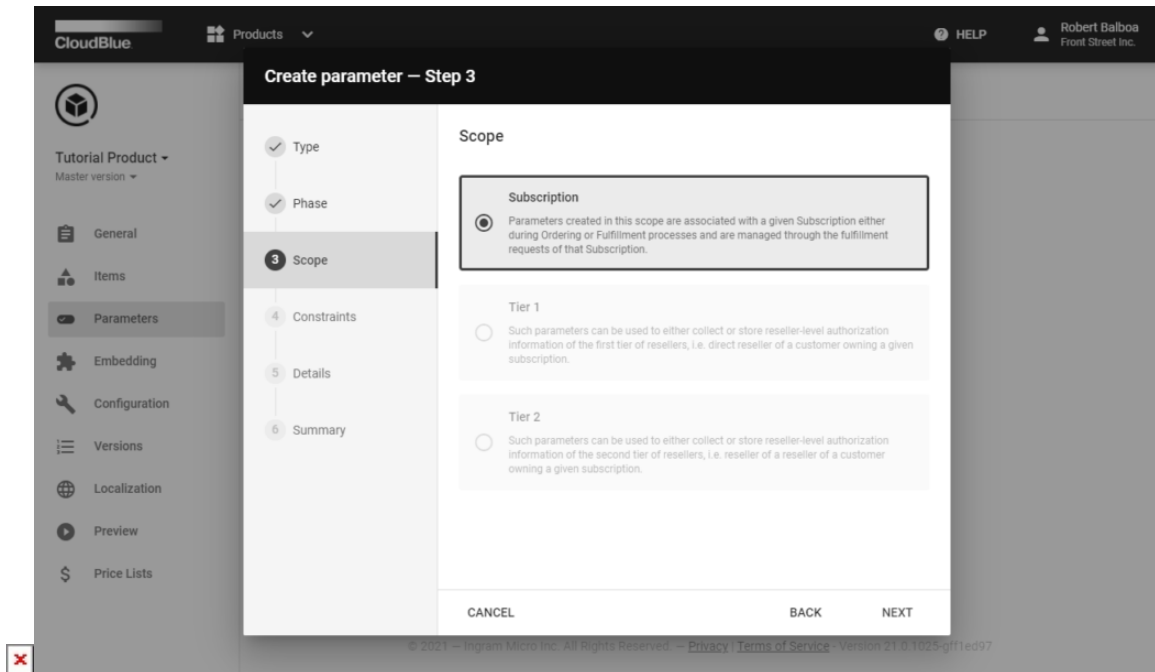 CloudBlue
Products
HELP
Robert Balboa
Front Street Inc.
Create parameter — Step 3
Tutorial Product
Master version
General
Items
Parameters
Embedding
Configuration
Versions
Localization
Preview
Price Lists
Type
Phase
3 Scope
4 Constraints
5 Details
6 Summary
Scope
Subscription
Parameters created in this scope are associated with a given Subscription either
during Ordering or Fulfillment processes and are managed through the fulfillment
requests of that Subscription.
Tier 1
Such parameters can be used to either collect or store reseller-level authorization
information of the first tier of resellers, i.e. direct reseller of a customer owning a given
subscription.
Tier 2
Such parameters can be used to either collect or store reseller-level authorization
information of the second tier of resellers, i.e. reseller of a reseller of a customer
owning a given subscription.
CANCEL
BACK
NEXT
© 2021 — Ingram Micro Inc. All Rights Reserved. — Privacy | Terms of Service - Version 21.0.1025-gff1ed97